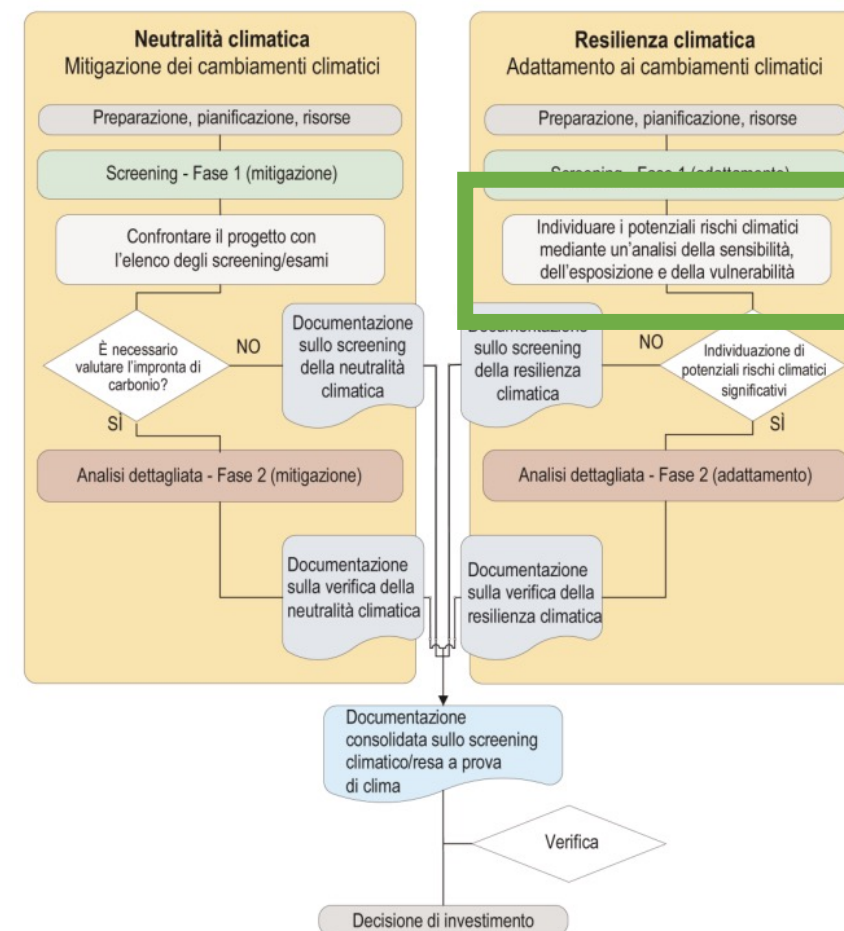 Neutralità climatica
Mitigazione dei cambiamenti climatici
Preparazione, pianificazione, risorse
Screening - Fase 1 (mitigazione)
Confrontare il progetto con
l'elenco degli screening/esami
È necessario
valutare l'impronta di
carbonio?
NO
Documentazione
sullo screening
della neutralità
climatica
SÌ
Analisi dettagliata - Fase 2 (mitigazione)
Documentazione
sulla verifica della
neutralità climatica
Resilienza climatica
Adattamento ai cambiamenti climatici
Preparazione, pianificazione, risorse
Screening - Fase 1 (adattamento)
Individuare i potenziali rischi climatici
mediante un'analisi della sensibilità,
dell'esposizione e della vulnerabilità
Documentazione
sullo screening
della resilienza
climatica
NO
Individuazione di
potenziali rischi climatici
significativi
SÌ
Analisi dettagliata - Fase 2 (adattamento)
Documentazione
sulla verifica della
resilienza climatica
Documentazione
consolidata sullo screening
climatico/resa a prova
di clima
Verifica
Decisione di investimento